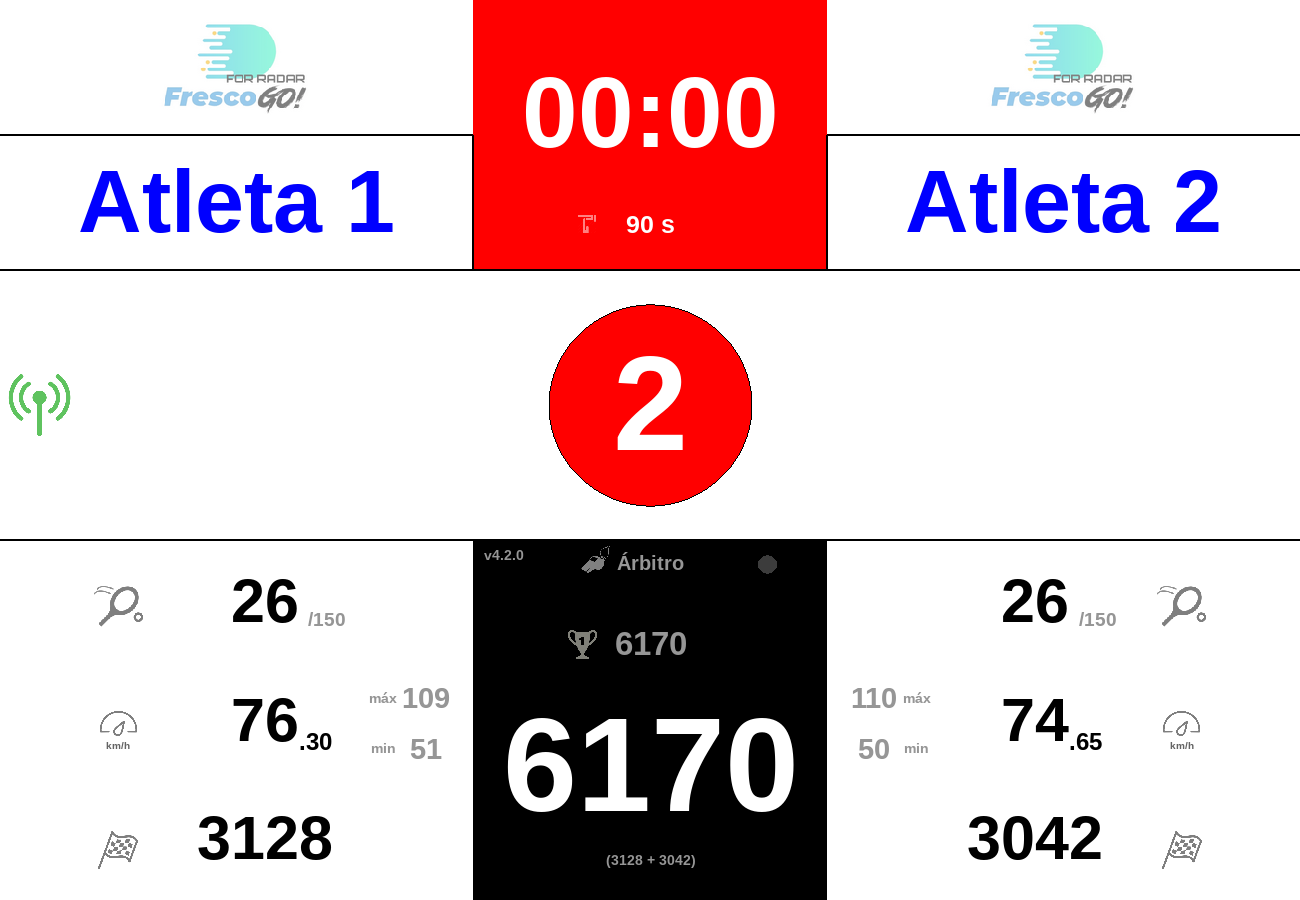 FOR RADAR
FrescoGO!
00:00
90 s
FOR RADAR
FrescoGO!
Atleta 1
Atleta 2
2
v4.2.0
Árbitro
26 /150
26 /150
1
6170
76.30
km/h
máx 109
min 51
6170
110 máx
50 min
74.65
km/h
3128
(3128 + 3042)
3042